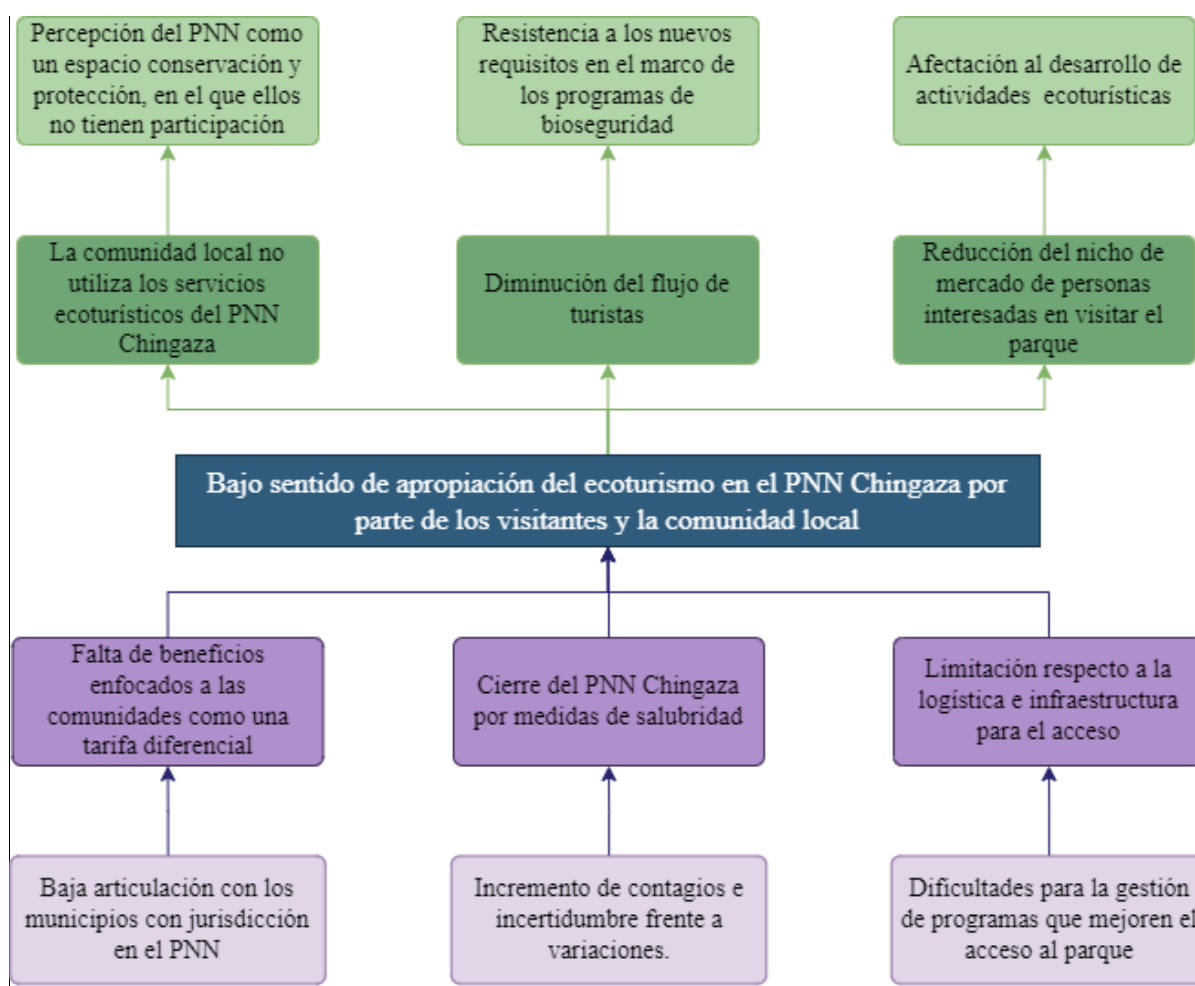 Percepción del PNN como
un espacio conservación y
protección, en el que ellos
no tienen participación
Resistencia a los nuevos
requisitos en el marco de
los programas de
bioseguridad
Afectación al desarrollo de
actividades ecoturísticas
La comunidad local no
utiliza los servicios
ecoturísticos del PNN
Chingaza
Diminución del flujo de
turistas
Reducción del nicho de
mercado de personas
interesadas en visitar el
parque
Bajo sentido de apropiación del ecoturismo en el PNN Chingaza por
parte de los visitantes y la comunidad local
Falta de beneficios
enfocados a las
comunidades como una
tarifa diferencial
Cierre del PNN Chingaza
por medidas de salubridad
Limitación respecto a la
logística e infraestructura
para el acceso
Baja articulación con los
municipios con jurisdicción
en el PNN
Incremento de contagios e
incertidumbre frente a
variaciones.
Dificultades para la gestión
de programas que mejoren el
acceso al parque